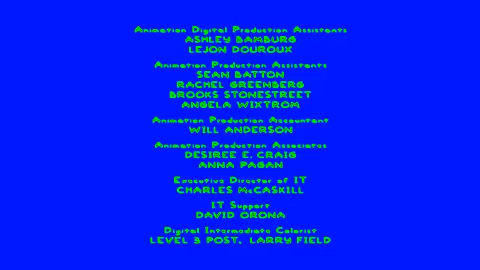 Animation Digital Production Assistants
ASHLEY BAMBURG
LEJON DOUROUX
Animation Production Assistants
SEAN BATTON
RACHEL GREENBERG
BROOKS STONESTREET
ANGELA WIXTROM
Animation Production Accountant
WILL ANDERSON
Animation Production Associates
DESIREE E. CRAIG
ANNA PAGAN
Executive Director of IT
CHARLES McCASKILL
IT Support
DAVID ORONA
Digital Intermediate Colorist
LEVEL 3 POST, LARRY FIELD